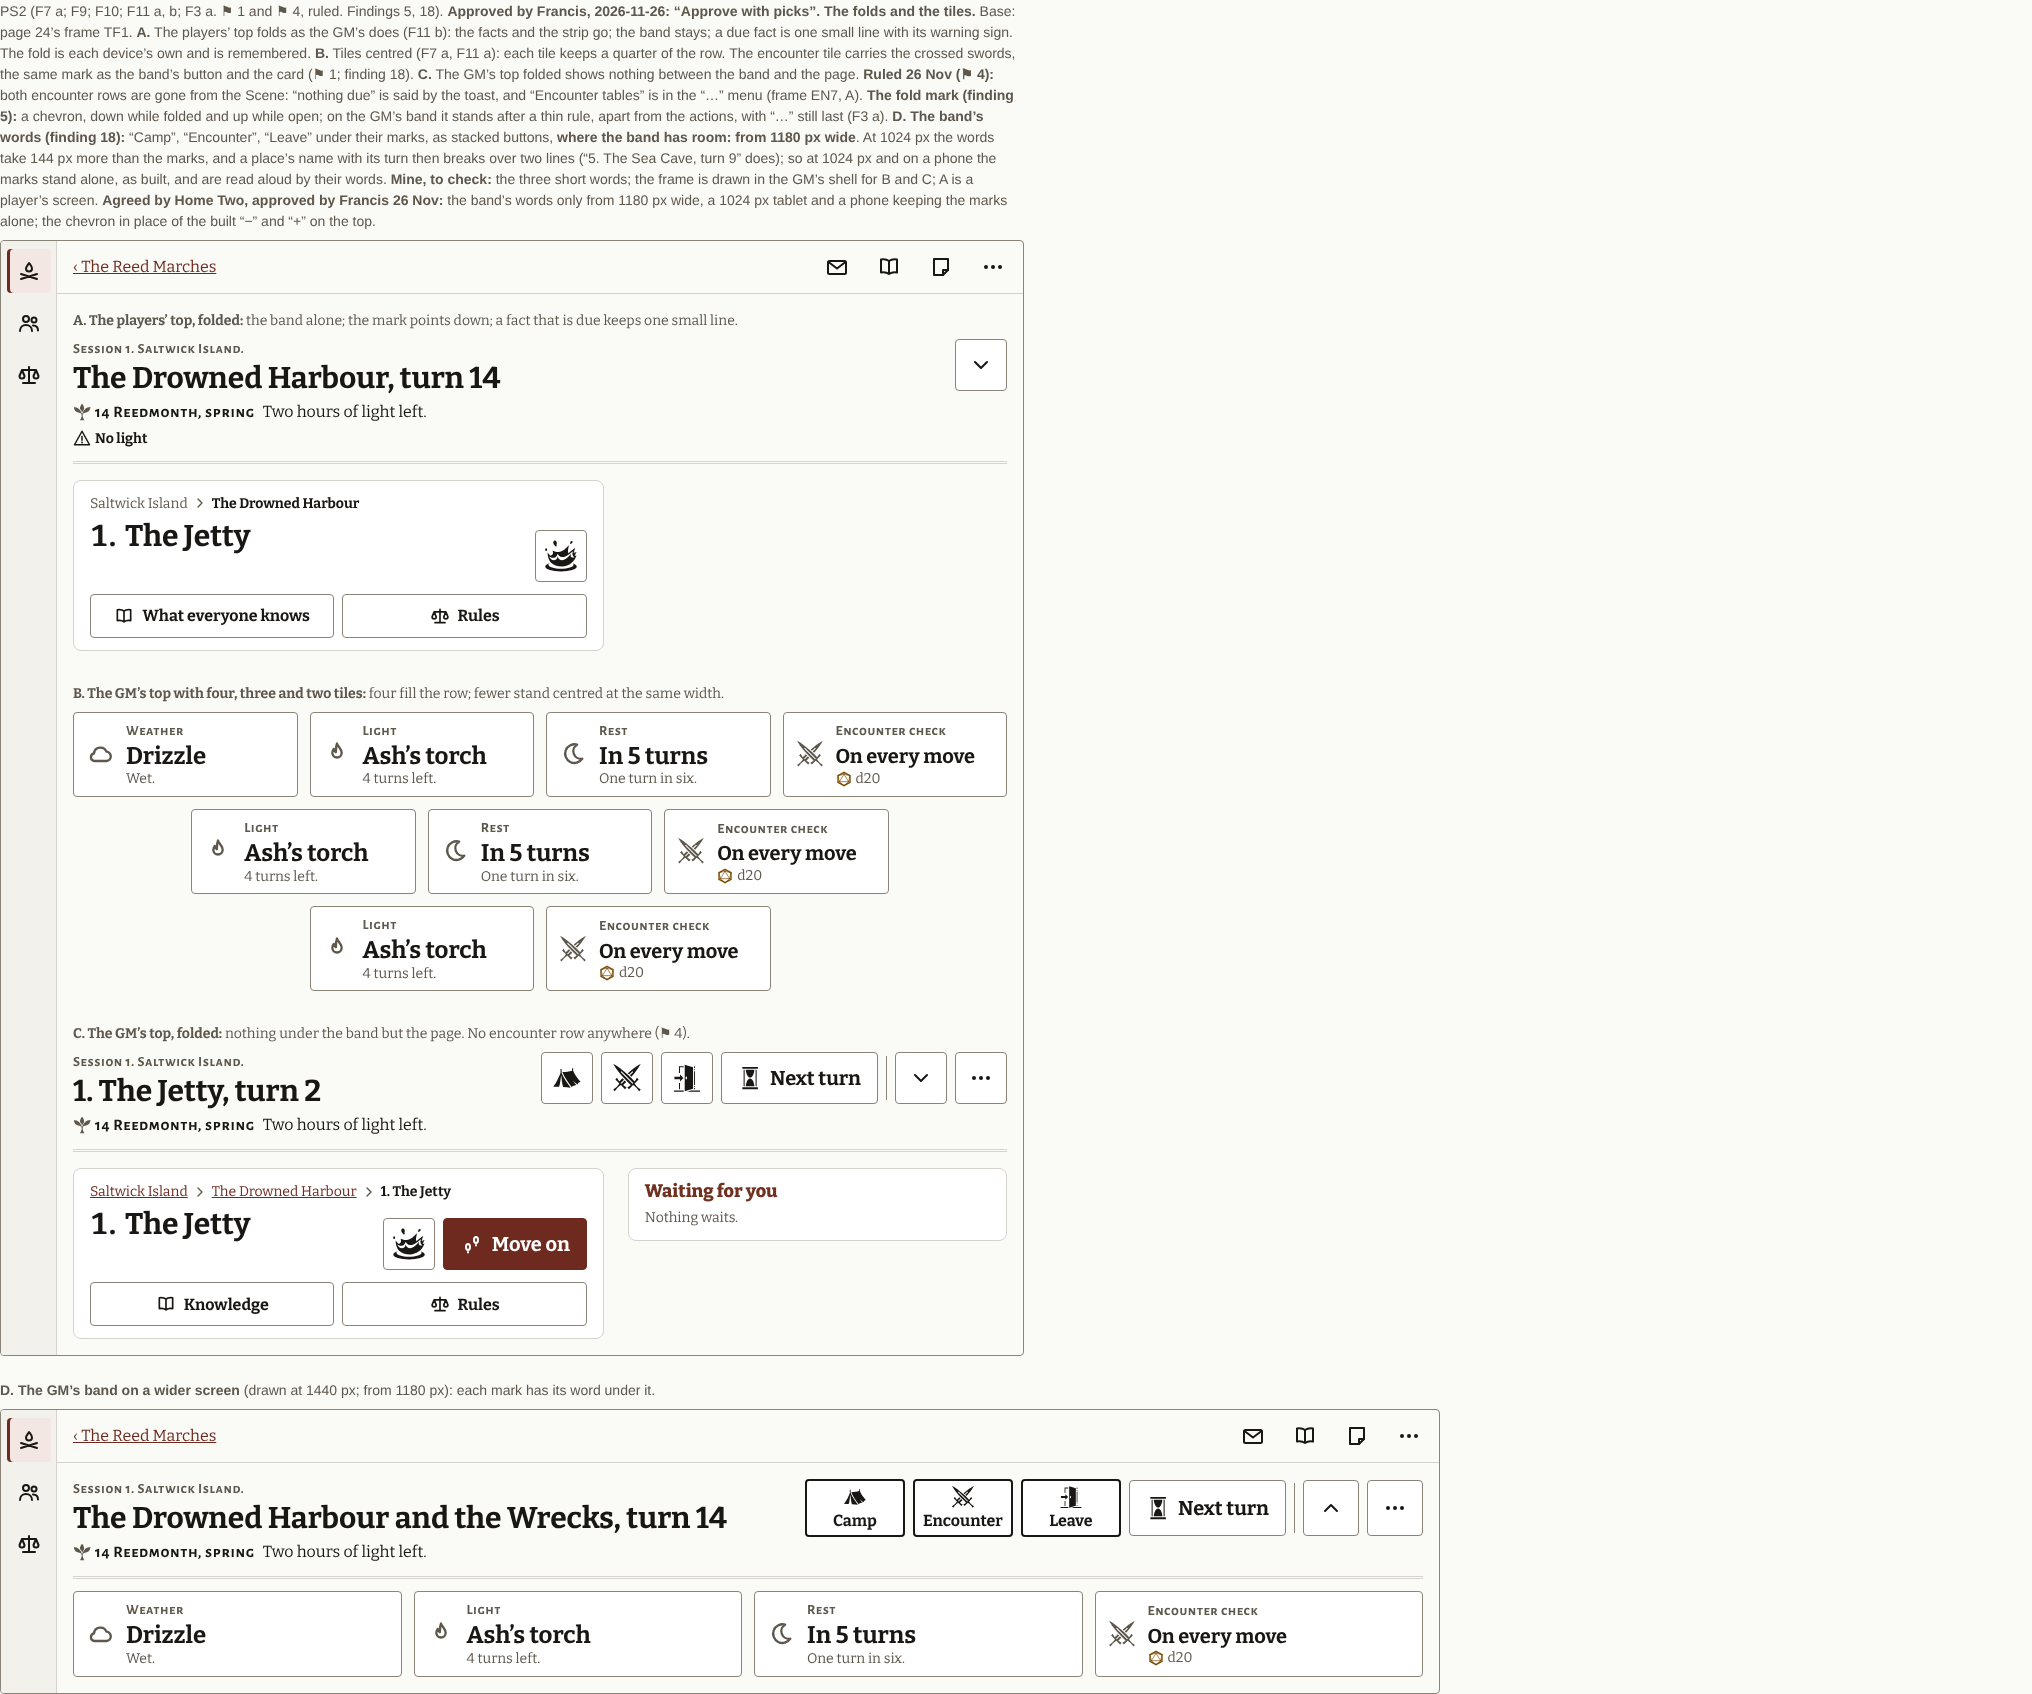 PS2 (F7 a; F9; F10; F11 a, b; F3 a. ⚑ 1 and ⚑ 4, ruled. Findings 5, 18). Approved by Francis, 2026-11-26: “Approve with picks”. The folds and the tiles. Base:
page 24’s frame TF1. A. The players’ top folds as the GM’s does (F11 b): the facts and the strip go; the band stays; a due fact is one small line with its warning sign.
The fold is each device’s own and is remembered. B. Tiles centred (F7 a, F11 a): each tile keeps a quarter of the row. The encounter tile carries the crossed swords,
the same mark as the band’s button and the card (⚑ 1; finding 18). C. The GM’s top folded shows nothing between the band and the page. Ruled 26 Nov (⚑ 4):
both encounter rows are gone from the Scene: “nothing due” is said by the toast, and “Encounter tables” is in the “…” menu (frame EN7, A). The fold mark (finding
5): a chevron, down while folded and up while open; on the GM’s band it stands after a thin rule, apart from the actions, with “…” still last (F3 a). D. The band’s
words (finding 18): “Camp”, “Encounter”, “Leave” under their marks, as stacked buttons, where the band has room: from 1180 px wide. At 1024 px the words
take 144 px more than the marks, and a place’s name with its turn then breaks over two lines (“5. The Sea Cave, turn 9” does); so at 1024 px and on a phone the
marks stand alone, as built, and are read aloud by their words. Mine, to check: the three short words; the frame is drawn in the GM’s shell for B and C; A is a
player’s screen. Agreed by Home Two, approved by Francis 26 Nov: the band’s words only from 1180 px wide, a 1024 px tablet and a phone keeping the marks
alone; the chevron in place of the built “−” and “+” on the top.
‹ The Reed Marches
A. The players’ top, folded: the band alone; the mark points down; a fact that is due keeps one small line.
Session 1. Saltwick Island.
The Drowned Harbour, turn 14
14 Reedmonth, spring Two hours of light left.
No light
Saltwick Island > The Drowned Harbour
1. The Jetty
What everyone knows
Rules
B. The GM’s top with four, three and two tiles: four fill the row; fewer stand centred at the same width.
Weather
Drizzle
Wet.
Light
Ash’s torch
4 turns left.
Rest
In 5 turns
One turn in six.
Encounter check
On every move
d20
Light
Ash’s torch
4 turns left.
Rest
In 5 turns
One turn in six.
Encounter check
On every move
d20
Light
Ash’s torch
4 turns left.
Encounter check
On every move
d20
C. The GM’s top, folded: nothing under the band but the page. No encounter row anywhere (⚑ 4).
Session 1. Saltwick Island.
1. The Jetty, turn 2
Next turn
14 Reedmonth, spring Two hours of light left.
Saltwick Island > The Drowned Harbour > 1. The Jetty
1. The Jetty
Move on
Knowledge
Rules
Waiting for you
Nothing waits.
D. The GM’s band on a wider screen (drawn at 1440 px; from 1180 px): each mark has its word under it.
‹ The Reed Marches
Session 1. Saltwick Island.
The Drowned Harbour and the Wrecks, turn 14
Camp
Encounter
Leave
Next turn
14 Reedmonth, spring Two hours of light left.
Weather
Drizzle
Wet.
Light
Ash’s torch
4 turns left.
Rest
In 5 turns
One turn in six.
Encounter check
On every move
d20